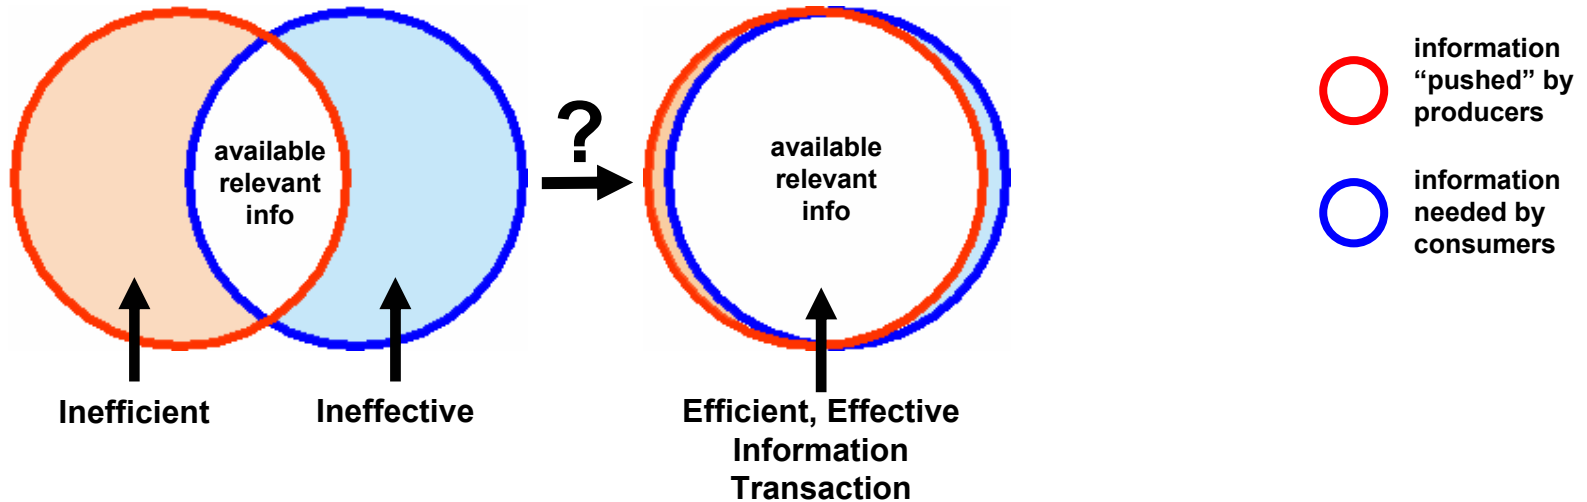 available
relevant
info
?
available
relevant
info
Inefficient
Ineffective
Efficient, Effective
Information
Transaction
information
“pushed” by
producers
information
needed by
consumers